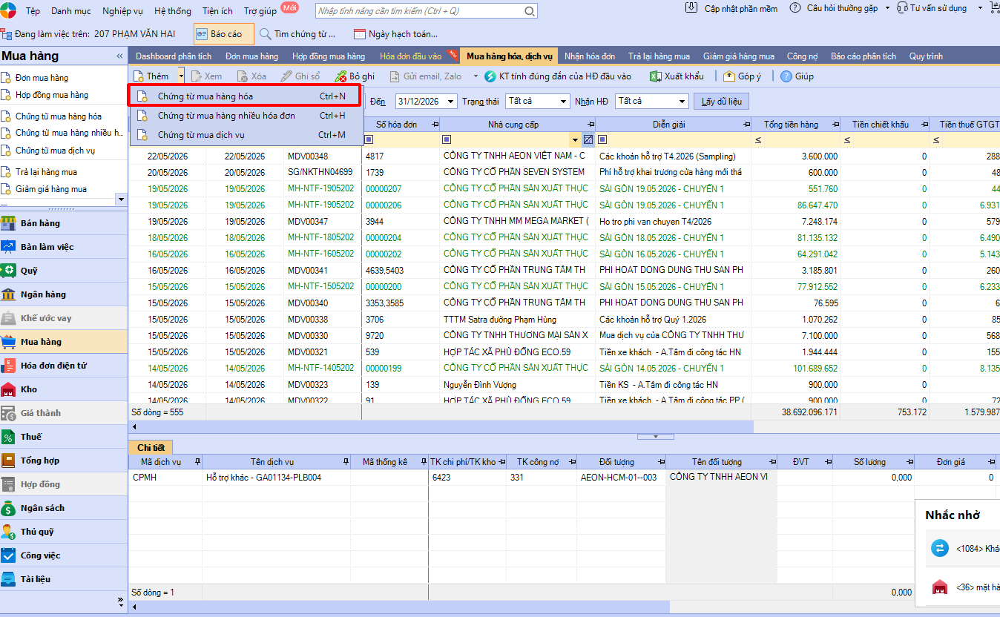 Tệp Danh mục Nghiệp vụ Hệ thống Tiện ích Trợ giúp Mới Nhập tính năng cần tìm kiếm (Ctrl + Q) Cập nhật phần mềm Câu hỏi thường gặp Tư vấn sử dụng
Đang làm việc trên: 207 PHẠM VĂN HAI Báo cáo Tìm chứng từ ... Ngày hạch toán...
Mua hàng «
Đơn mua hàng
Hợp đồng mua hàng
Chứng từ mua hàng hóa
Chứng từ mua hàng nhiều h...
Chứng từ mua dịch vụ
Trả lại hàng mua
Giảm giá hàng mua
Bán hàng
Bàn làm việc
Quỹ
Ngân hàng
Khế ước vay
Mua hàng
Hóa đơn điện tử
Kho
Giá thành
Thuế
Tổng hợp
Hợp đồng
Ngân sách
Thủ quỹ
Công việc
Tài liệu
»
Dashboard phân tích Đơn mua hàng Hợp đồng mua hàng Hóa đơn đầu vào Mua hàng hóa, dịch vụ Nhận hóa đơn Trả lại hàng mua Giảm giá hàng mua Công nợ Báo cáo phân tích Quy trình
Thêm Xem Xóa Ghi sổ Bỏ ghi Gửi email, Zalo KT tính đúng đắn của HĐ đầu vào Xuất khẩu Góp ý Giúp
Chứng từ mua hàng hóa Ctrl+N
Chứng từ mua hàng nhiều hóa đơn Ctrl+H
Chứng từ mua dịch vụ Ctrl+M
Đến 31/12/2026 Trạng thái Tất cả Nhận HĐ Tất cả Lấy dữ liệu
Số hóa đơn Nhà cung cấp Diễn giải Tổng tiền hàng Tiền chiết khấu Tiền thuế GTGT
≤ ≤ ≤
22/05/2026 22/05/2026 MDV00348 4817 CÔNG TY TNHH AEON VIỆT NAM - C Các khoản hỗ trợ T4.2026 (Sampling) 3.600.000 0 288
20/05/2026 20/05/2026 SG/NKTHN04699 1739 CÔNG TY CỔ PHẦN SEVEN SYSTEM Phí hỗ trợ khai trương cửa hàng mới thá 600.000 0 48
19/05/2026 19/05/2026 MH-NTF-1905202 00000207 CÔNG TY CỔ PHẦN SẢN XUẤT THỰC SÀI GÒN 19.05.2026 - CHUYẾN 1 551.760 0 44
19/05/2026 19/05/2026 MH-NTF-1905202 00000206 CÔNG TY CỔ PHẦN SẢN XUẤT THỰC SÀI GÒN 19.05.2026 - CHUYẾN 1 86.647.470 0 6.931
19/05/2026 19/05/2026 MDV00347 3944 CÔNG TY TNHH MM MEGA MARKET ( Ho tro phi van chuyen T4/2026 7.248.174 0 579
18/05/2026 18/05/2026 MH-NTF-1805202 00000204 CÔNG TY CỔ PHẦN SẢN XUẤT THỰC SÀI GÒN 18.05.2026 - CHUYẾN 1 81.135.132 0 6.490
16/05/2026 16/05/2026 MH-NTF-1605202 00000202 CÔNG TY CỔ PHẦN SẢN XUẤT THỰC SÀI GÒN 16.05.2026 - CHUYẾN 1 64.291.042 0 5.143
16/05/2026 16/05/2026 MDV00341 4639,5403 CÔNG TY CỔ PHẦN TRUNG TÂM TH PHI HOAT DONG DUNG THU SAN PH 3.185.801 0 260
15/05/2026 15/05/2026 MH-NTF-1505202 00000200 CÔNG TY CỔ PHẦN SẢN XUẤT THỰC SÀI GÒN 15.05.2026 - CHUYẾN 1 77.912.552 0 6.233
15/05/2026 15/05/2026 MDV00340 3353,3585 CÔNG TY CỔ PHẦN TRUNG TÂM TH PHI HOAT DONG DUNG THU SAN PH 76.595 0 6
15/05/2026 15/05/2026 MDV00338 3706 TTTM Satra đường Phạm Hùng Các khoản hỗ trợ Quý 1.2026 1.070.262 0 85
15/05/2026 15/05/2026 MDV00330 9720 CÔNG TY TNHH THƯƠNG MẠI SẢN X Mua dịch vụ của CÔNG TY TNHH THƯ 7.100.000 0 568
15/05/2026 15/05/2026 MDV00321 539 HỢP TÁC XÃ PHÙ ĐỔNG ECO.59 Tiền xe khách - A.Tâm đi công tác HN 1.944.444 0 155
14/05/2026 14/05/2026 MH-NTF-1405202 00000199 CÔNG TY CỔ PHẦN SẢN XUẤT THỰC SÀI GÒN 14.05.2026 - CHUYẾN 1 101.689.652 0 8.135
14/05/2026 14/05/2026 MDV00323 139 Nguyễn Đình Vượng Tiền KS - A.Tâm đi công tác HN 900.000 0
14/05/2026 14/05/2026 MDV00322 91 HỢP TÁC XÃ PHÙ ĐỔNG ECO.59 Tiền xe khách - A.Tâm đi công tác PP ( 900.000 0 72
Số dòng = 555 38.692.096.171 753.172 1.579.987
Chi tiết
Mã dịch vụ Tên dịch vụ Mã thống kê TK chi phí/TK kho TK công nợ Đối tượng Tên đối tượng ĐVT Số lượng Đơn giá
CPMH Hỗ trợ khác - GA01134-PLB004 6423 331 AEON-HCM-01--003 CÔNG TY TNHH AEON VI 0,000 0
Số dòng = 1 0,000
Nhắc nhở
<1084> Khá
<36> mặt hà